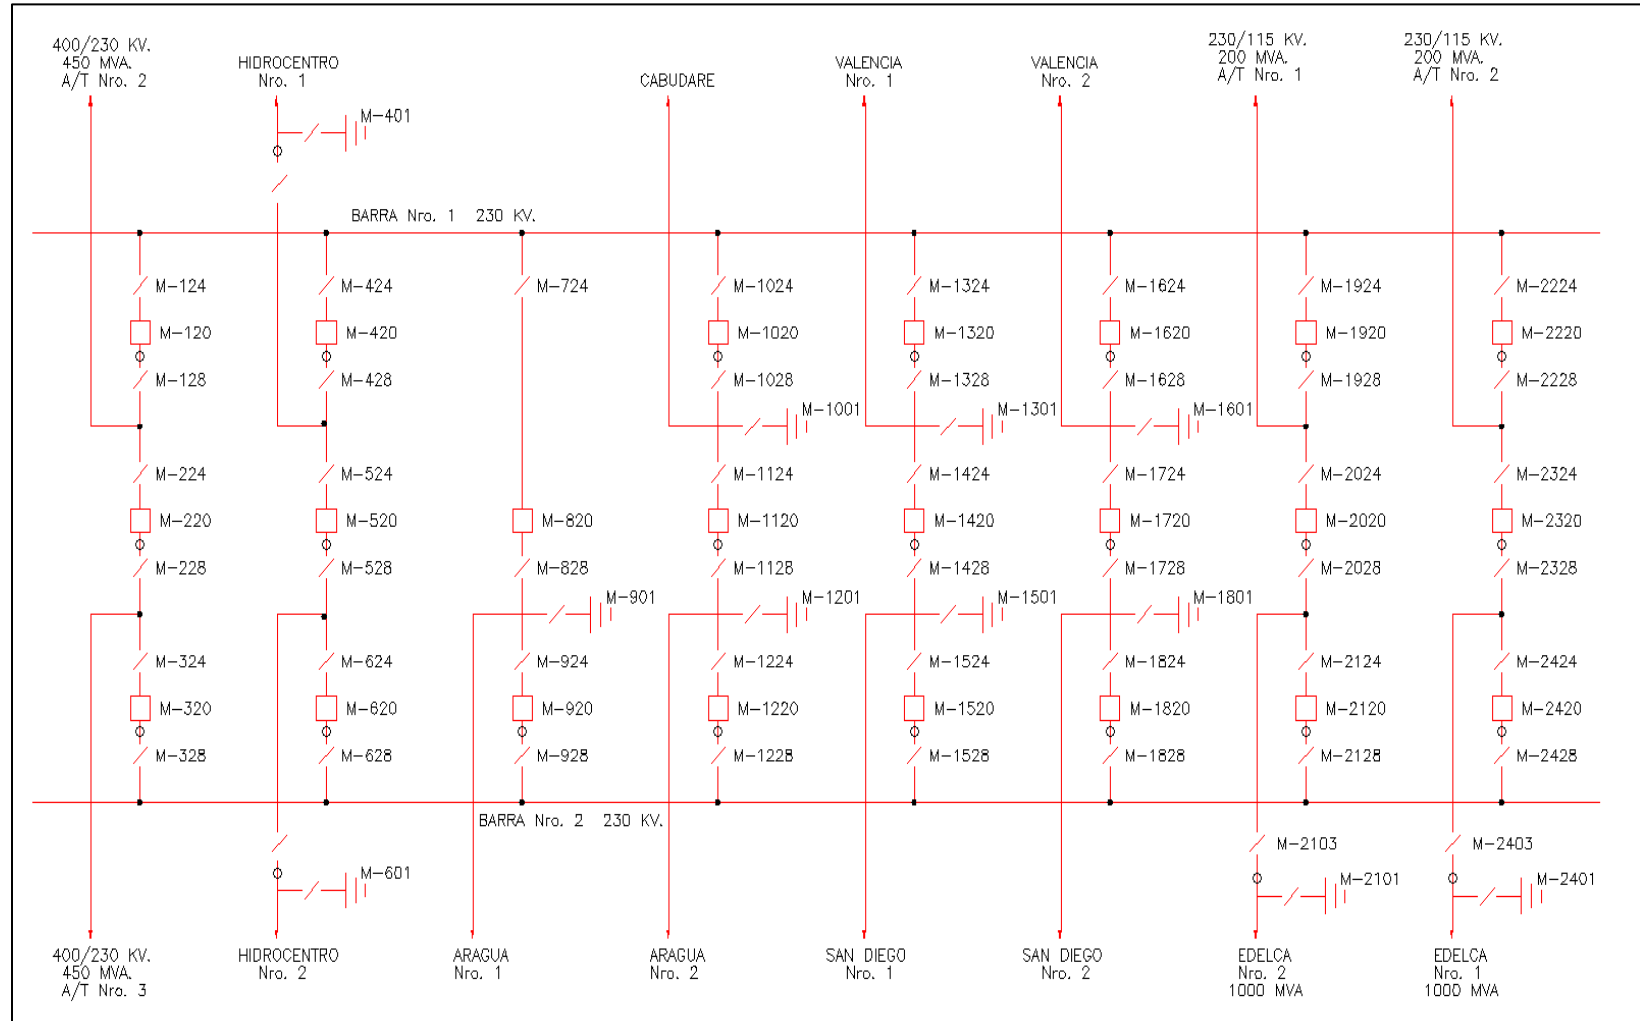 400/230 KV.
450 MVA.
A/T Nro. 2
HIDROCENTRO
Nro. 1
CABUDARE
VALENCIA
Nro. 1
VALENCIA
Nro. 2
230/115 KV.
200 MVA.
A/T Nro. 1
230/115 KV.
200 MVA.
A/T Nro. 2
M-401
BARRA Nro. 1 230 KV.
M-124 M-424 M-724 M-1024 M-1324 M-1624 M-1924 M-2224
M-120 M-420 M-1020 M-1320 M-1620 M-1920 M-2220
M-128 M-428 M-1028 M-1328 M-1628 M-1928 M-2228
M-1001 M-1301 M-1601
M-224 M-524 M-1124 M-1424 M-1724 M-2024 M-2324
M-220 M-520 M-820 M-1120 M-1420 M-1720 M-2020 M-2320
M-228 M-528 M-828 M-1128 M-1428 M-1728 M-2028 M-2328
M-901 M-1201 M-1501 M-1801
M-324 M-624 M-924 M-1224 M-1524 M-1824 M-2124 M-2424
M-320 M-620 M-920 M-1220 M-1520 M-1820 M-2120 M-2420
M-328 M-628 M-928 M-1228 M-1528 M-1828 M-2128 M-2428
BARRA Nro. 2 230 KV.
M-2103 M-2403
M-601 M-2101 M-2401
400/230 KV.
450 MVA.
A/T Nro. 3
HIDROCENTRO
Nro. 2
ARAGUA
Nro. 1
ARAGUA
Nro. 2
SAN DIEGO
Nro. 1
SAN DIEGO
Nro. 2
EDELCA
Nro. 2
1000 MVA
EDELCA
Nro. 1
1000 MVA